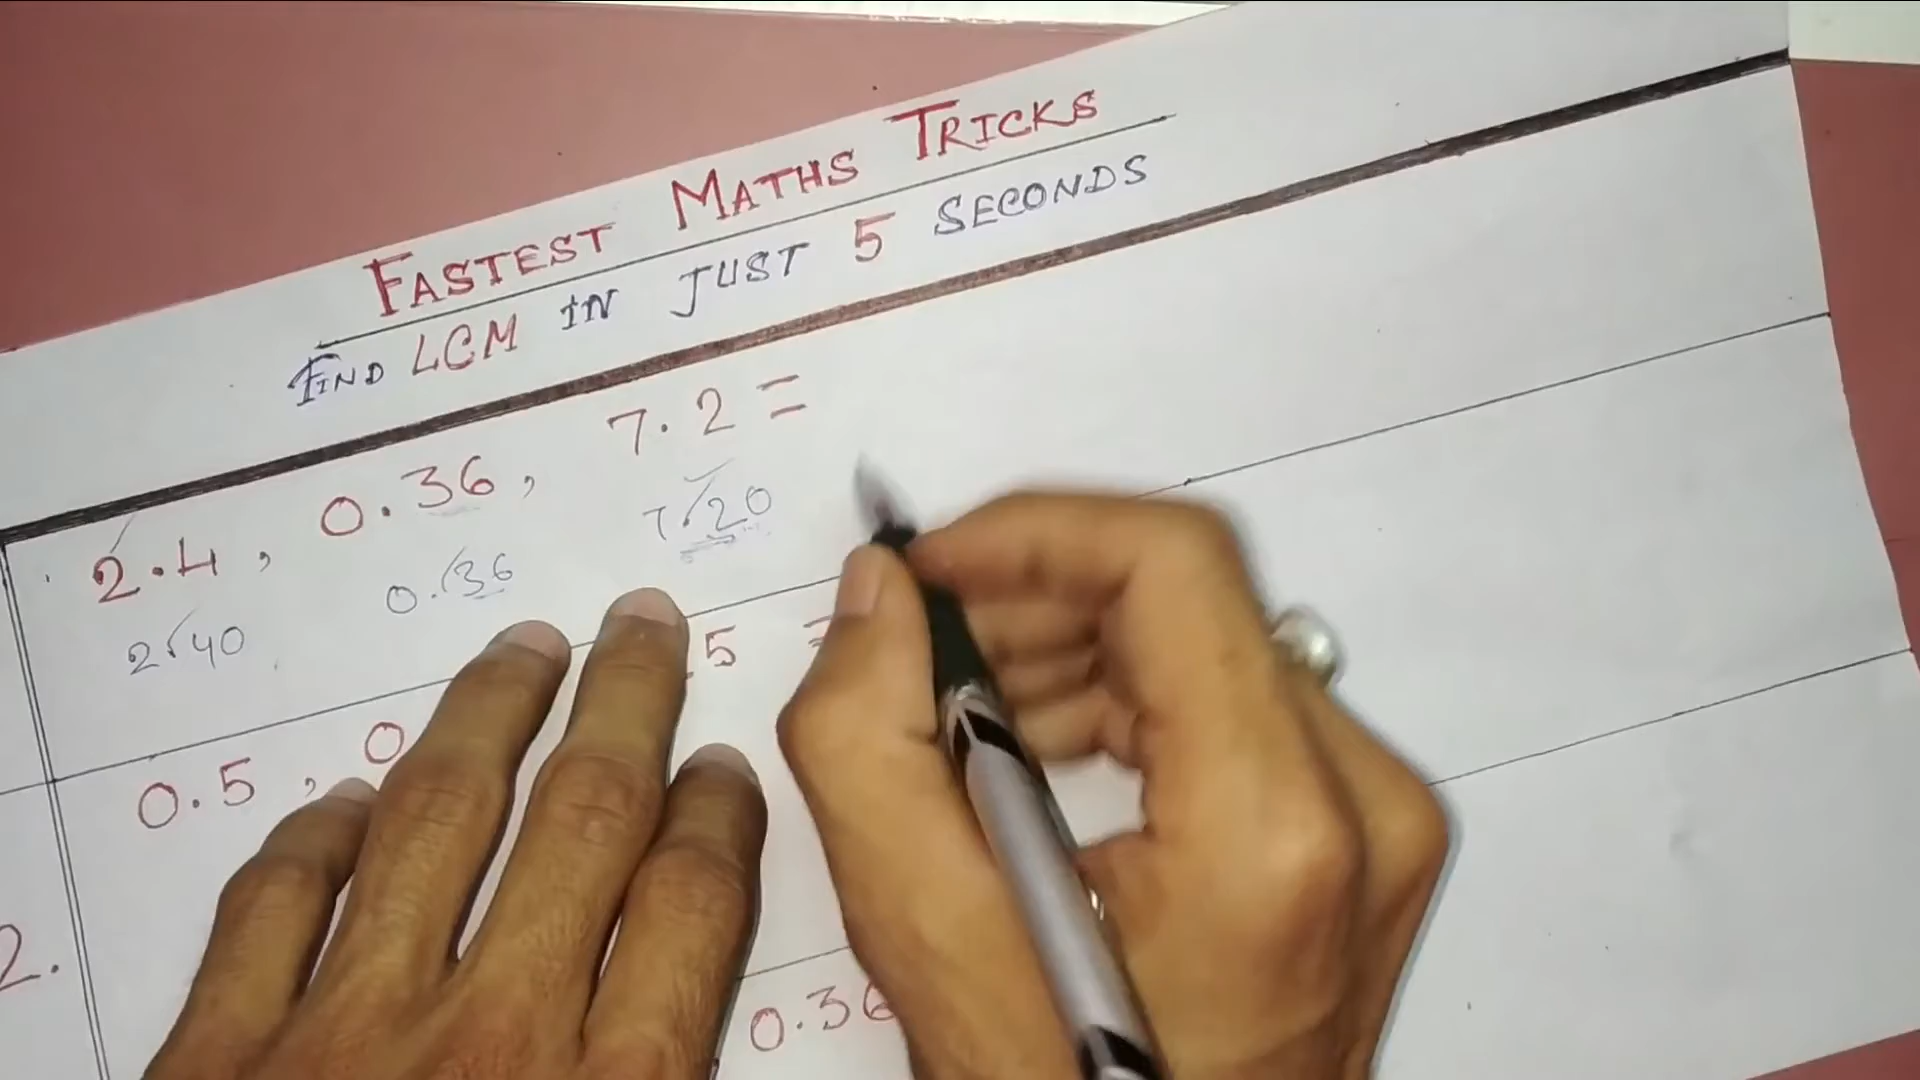 FASTEST MATHS TRICKS
FIND LCM IN JUST 5 SECONDS
2.4, 0.36, 7.2 =
2.40 0.36 7.20
0.5, 0 5 =
2.
0.36